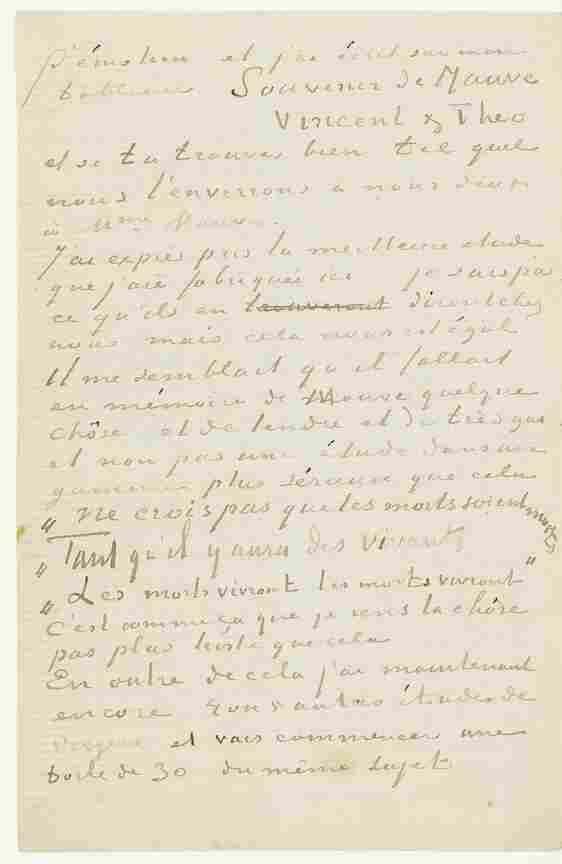 d'émotion et j'ai écrit sur mon
tableau Souvenir de Mauve
Vincent & Theo
et si tu trouves bien tel quel
nous l'enverrons à nous deux
à Mme Mauve.
J'ai exprès pris la meilleure étude
que j'aie fabriquée ici je sais pas
ce qu'ils en trouveront diront chez
nous mais cela nous est égal
Il me semblait qu'il fallait
en mémoire de Mauve quelque
chôse et de tendre et de très gai
et non pas une étude dans une
gamme plus sérieuse que cela
„ Ne crois pas que les morts soient morts
„ Tant qu'il y aura des vivants
„ Les morts vivront les morts vivront "
C'est comme ça que je sens la chôse
pas plus triste que cela
En outre de cela j'ai maintenant
encore 4 ou 5 autres études de
vergers et vais commencer une
toile de 30 du même sujet